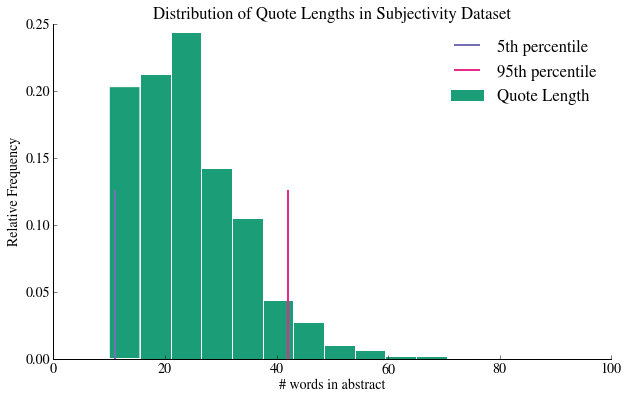 Distribution of Quote Lengths in Subjectivity Dataset
0.25
0.20
0.15
0.10
0.05
0.00
Relative Frequency
5th percentile
95th percentile
Quote Length
0
20
40
60
80
100
# words in abstract